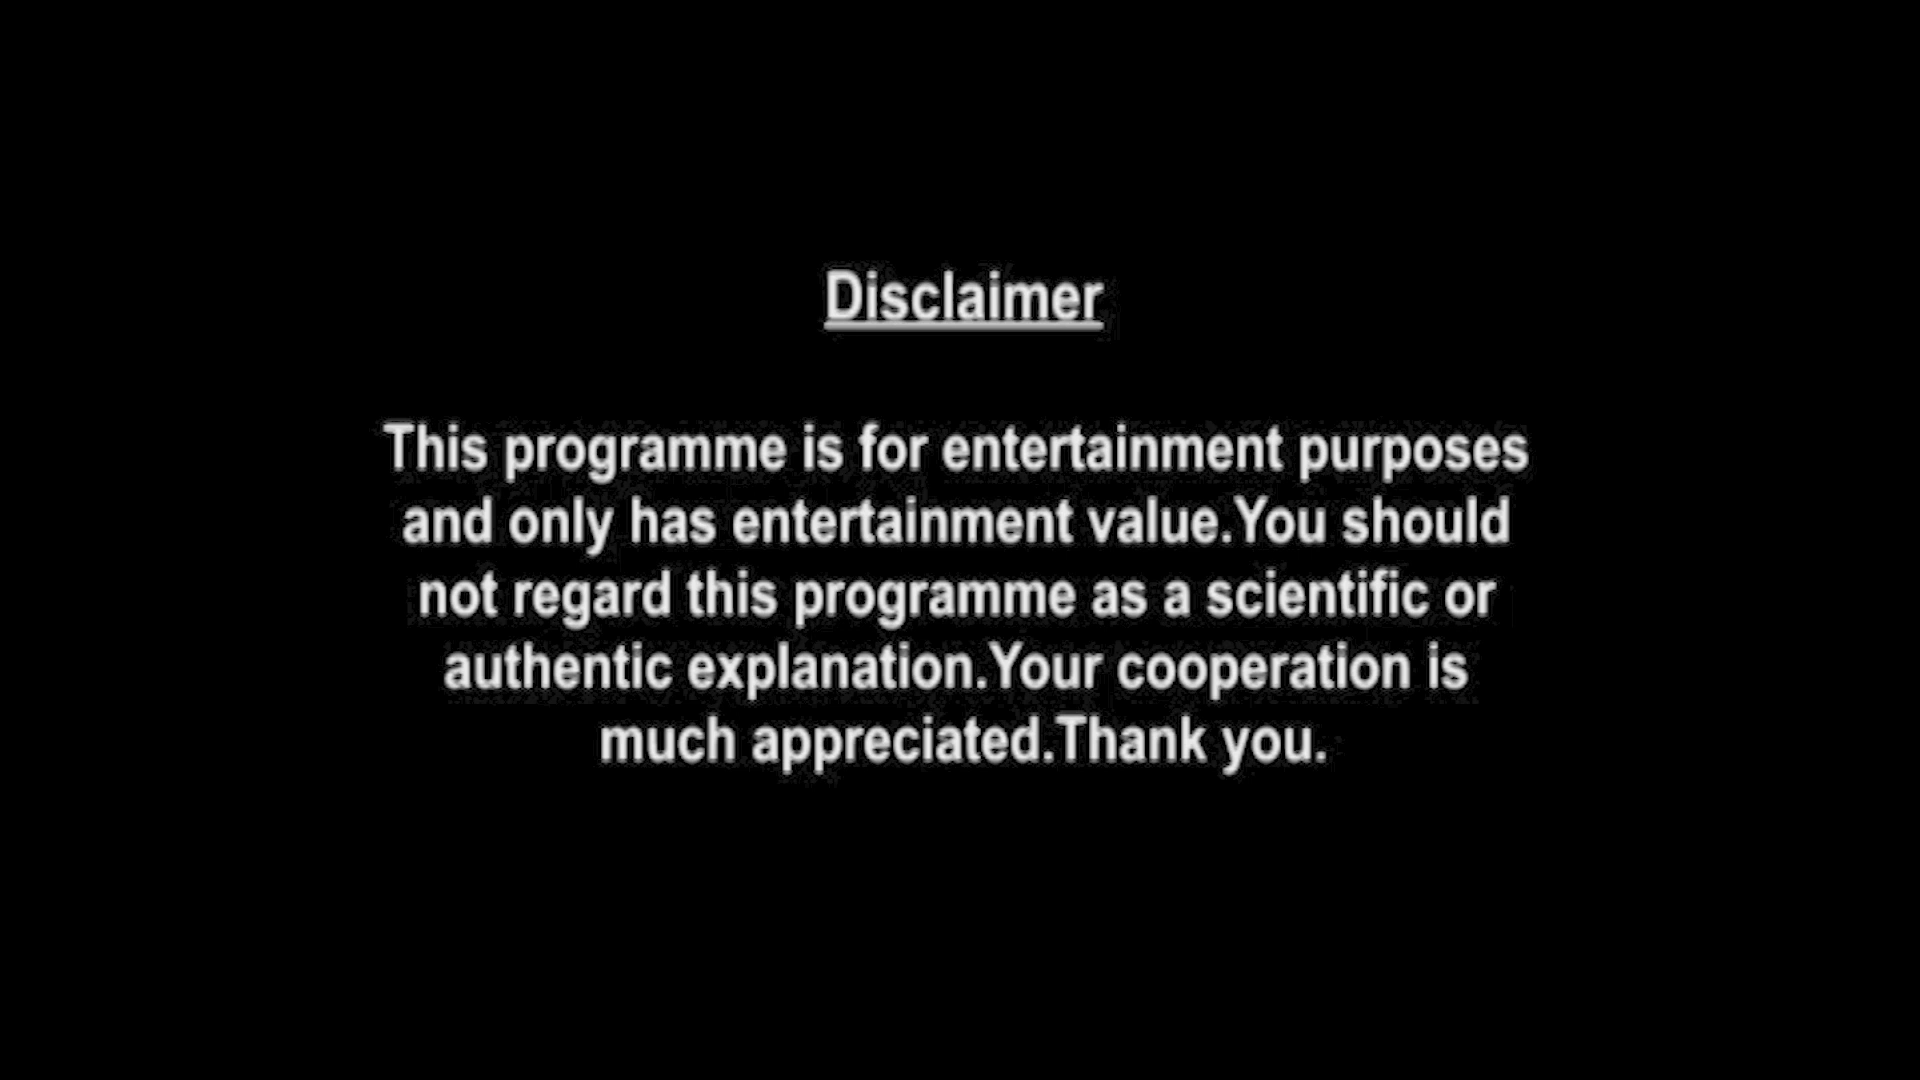 Disclaimer
This programme is for entertainment purposes
and only has entertainment value.You should
not regard this programme as a scientific or
authentic explanation.Your cooperation is
much appreciated.Thank you.